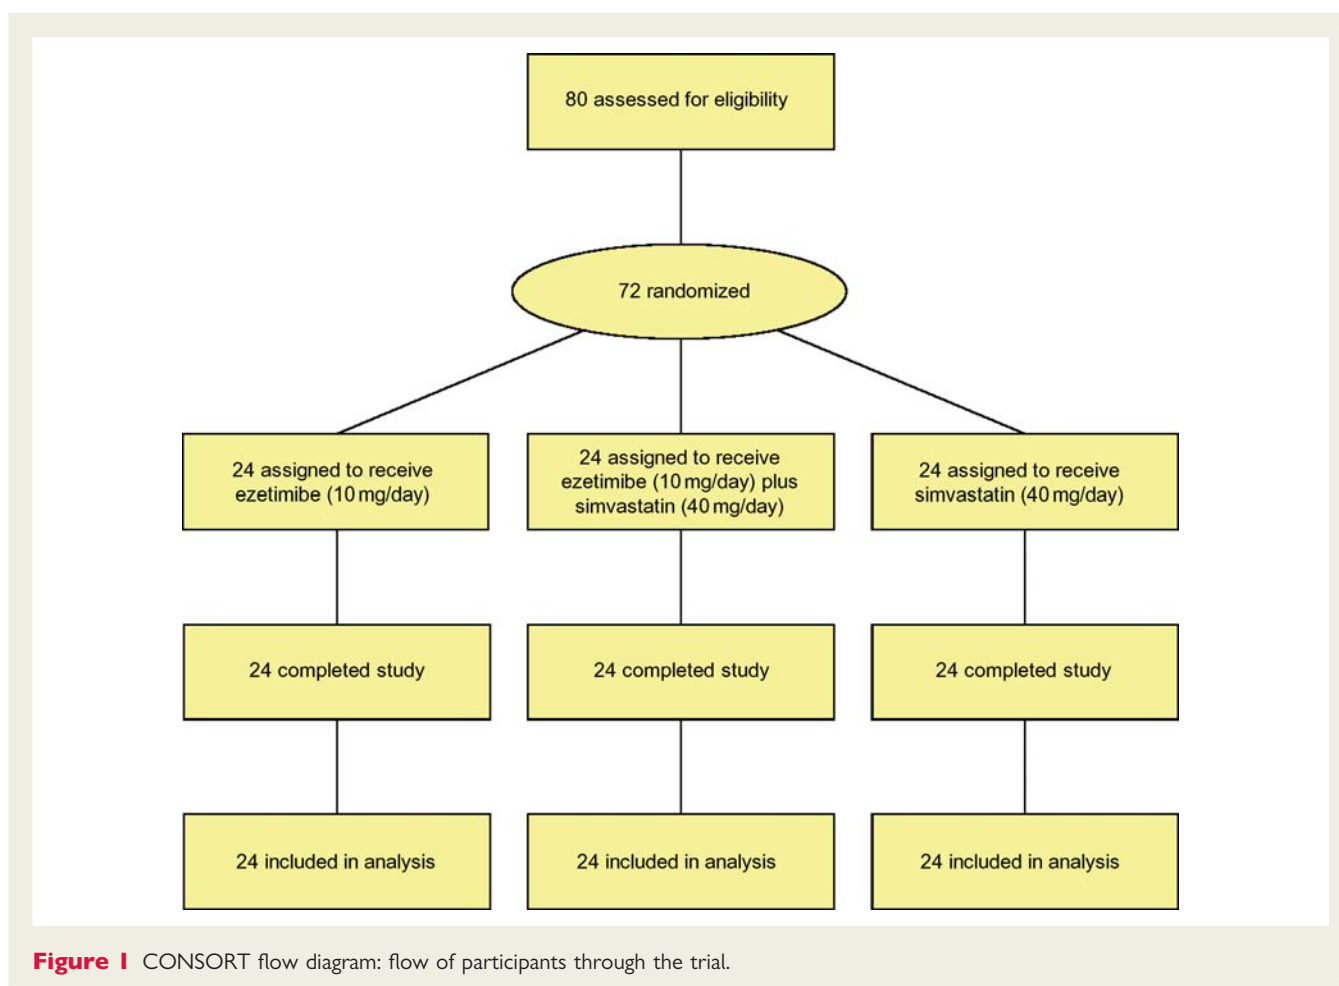 80 assessed for eligibility
72 randomized
24 assigned to receive
ezetimibe (10 mg/day)
24 assigned to receive
ezetimibe (10 mg/day) plus
simvastatin (40 mg/day)
24 assigned to receive
simvastatin (40 mg/day)
24 completed study
24 completed study
24 completed study
24 included in analysis
24 included in analysis
24 included in analysis
Figure 1 CONSORT flow diagram: flow of participants through the trial.